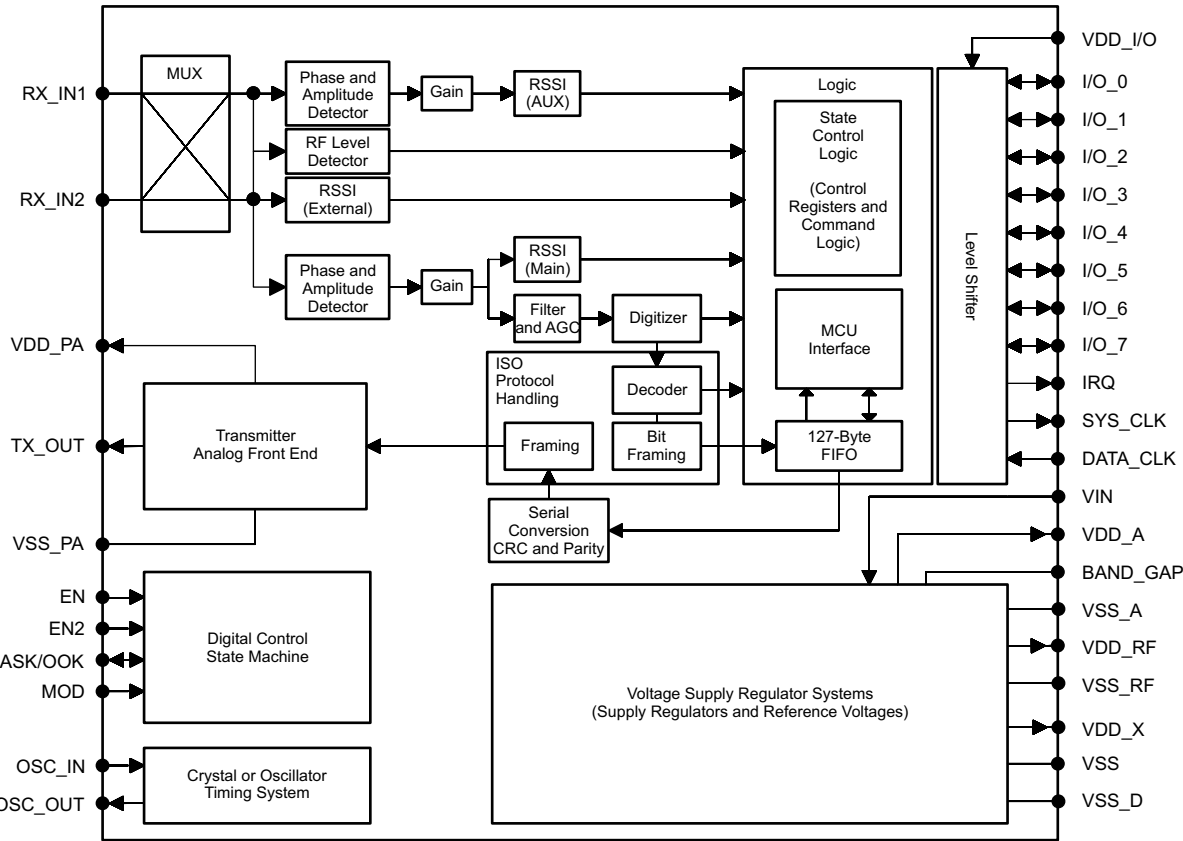 VDD_I/O
MUX
RX_IN1
RX_IN2
Phase and
Amplitude
Detector
Gain
RSSI
(AUX)
RF Level
Detector
RSSI
(External)
Phase and
Amplitude
Detector
Gain
RSSI
(Main)
Filter
and AGC
Digitizer
ISO
Protocol
Handling
Decoder
Bit
Framing
Framing
Serial
Conversion
CRC and Parity
Logic
State
Control
Logic
(Control
Registers and
Command
Logic)
MCU
Interface
127-Byte
FIFO
Level Shifter
I/O_0
I/O_1
I/O_2
I/O_3
I/O_4
I/O_5
I/O_6
I/O_7
IRQ
SYS_CLK
DATA_CLK
VIN
VDD_A
BAND_GAP
VSS_A
VDD_RF
VSS_RF
VDD_X
VSS
VSS_D
VDD_PA
TX_OUT
VSS_PA
Transmitter
Analog Front End
EN
EN2
ASK/OOK
MOD
Digital Control
State Machine
OSC_IN
OSC_OUT
Crystal or Oscillator
Timing System
Voltage Supply Regulator Systems
(Supply Regulators and Reference Voltages)